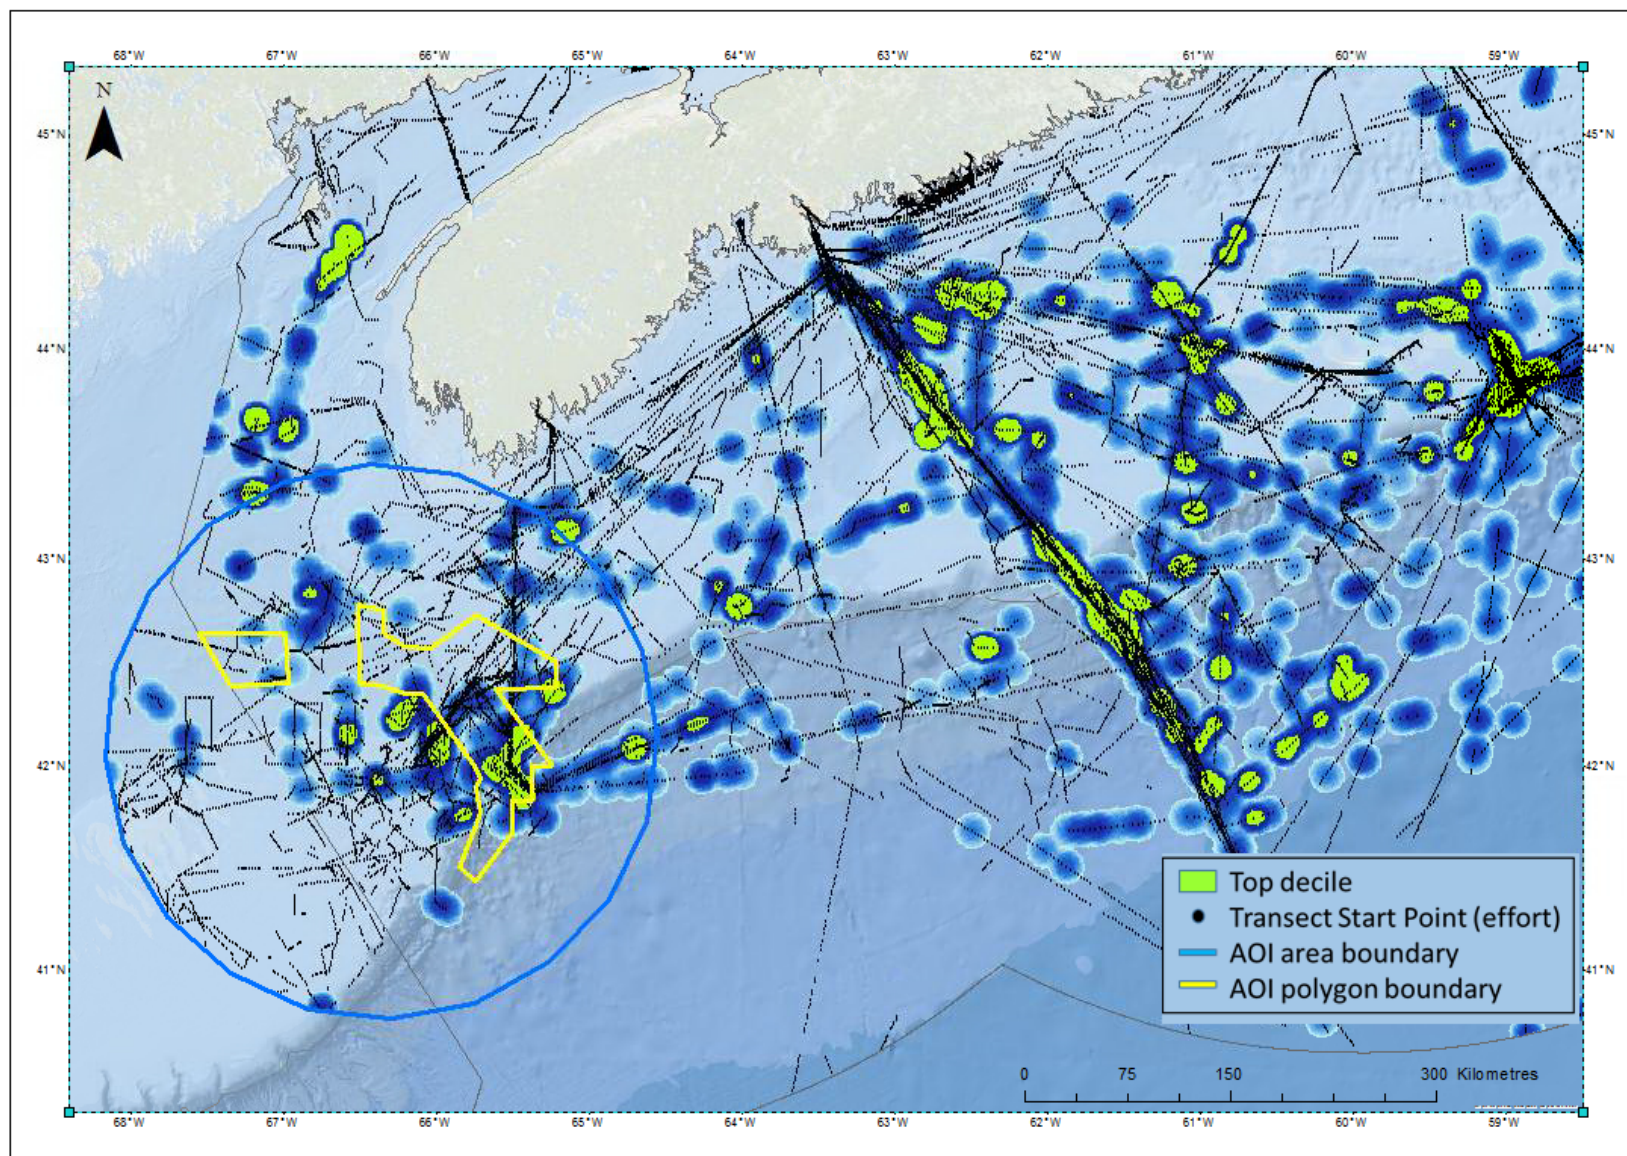 68°W 67°W 66°W 65°W 64°W 63°W 62°W 61°W 60°W 59°W
N
45°N 45°N
44°N 44°N
43°N 43°N
42°N 42°N
Top decile
Transect Start Point (effort)
AOI area boundary
41°N 41°N
AOI polygon boundary
0 75 150 300 Kilometres
68°W 67°W 66°W 65°W 64°W 63°W 62°W 61°W 60°W 59°W